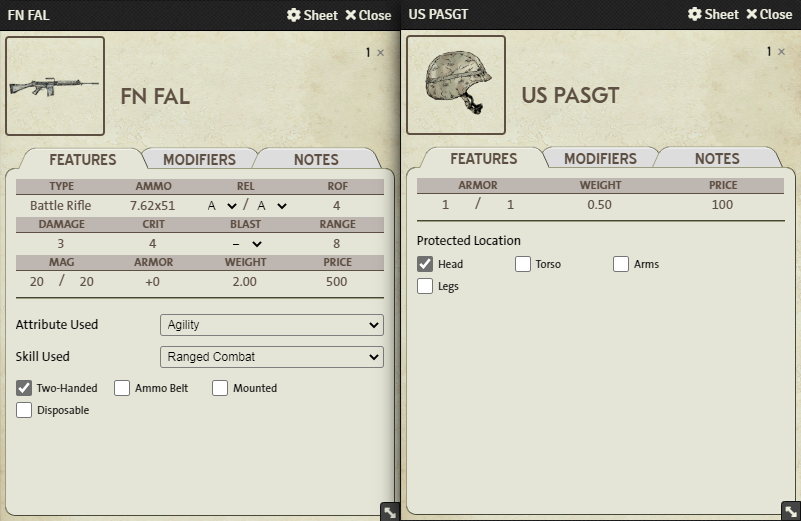 FN FAL
Sheet Close
1 ×
FN FAL
FEATURES MODIFIERS NOTES
TYPE AMMO REL ROF
Battle Rifle 7.62x51 A / A 4
DAMAGE CRIT BLAST RANGE
3 4 – 8
MAG ARMOR WEIGHT PRICE
20 / 20 +0 2.00 500
Attribute Used Agility
Skill Used Ranged Combat
Two-Handed Ammo Belt Mounted
Disposable
US PASGT
Sheet Close
1 ×
US PASGT
FEATURES MODIFIERS NOTES
ARMOR WEIGHT PRICE
1 / 1 0.50 100
Protected Location
Head Torso Arms
Legs